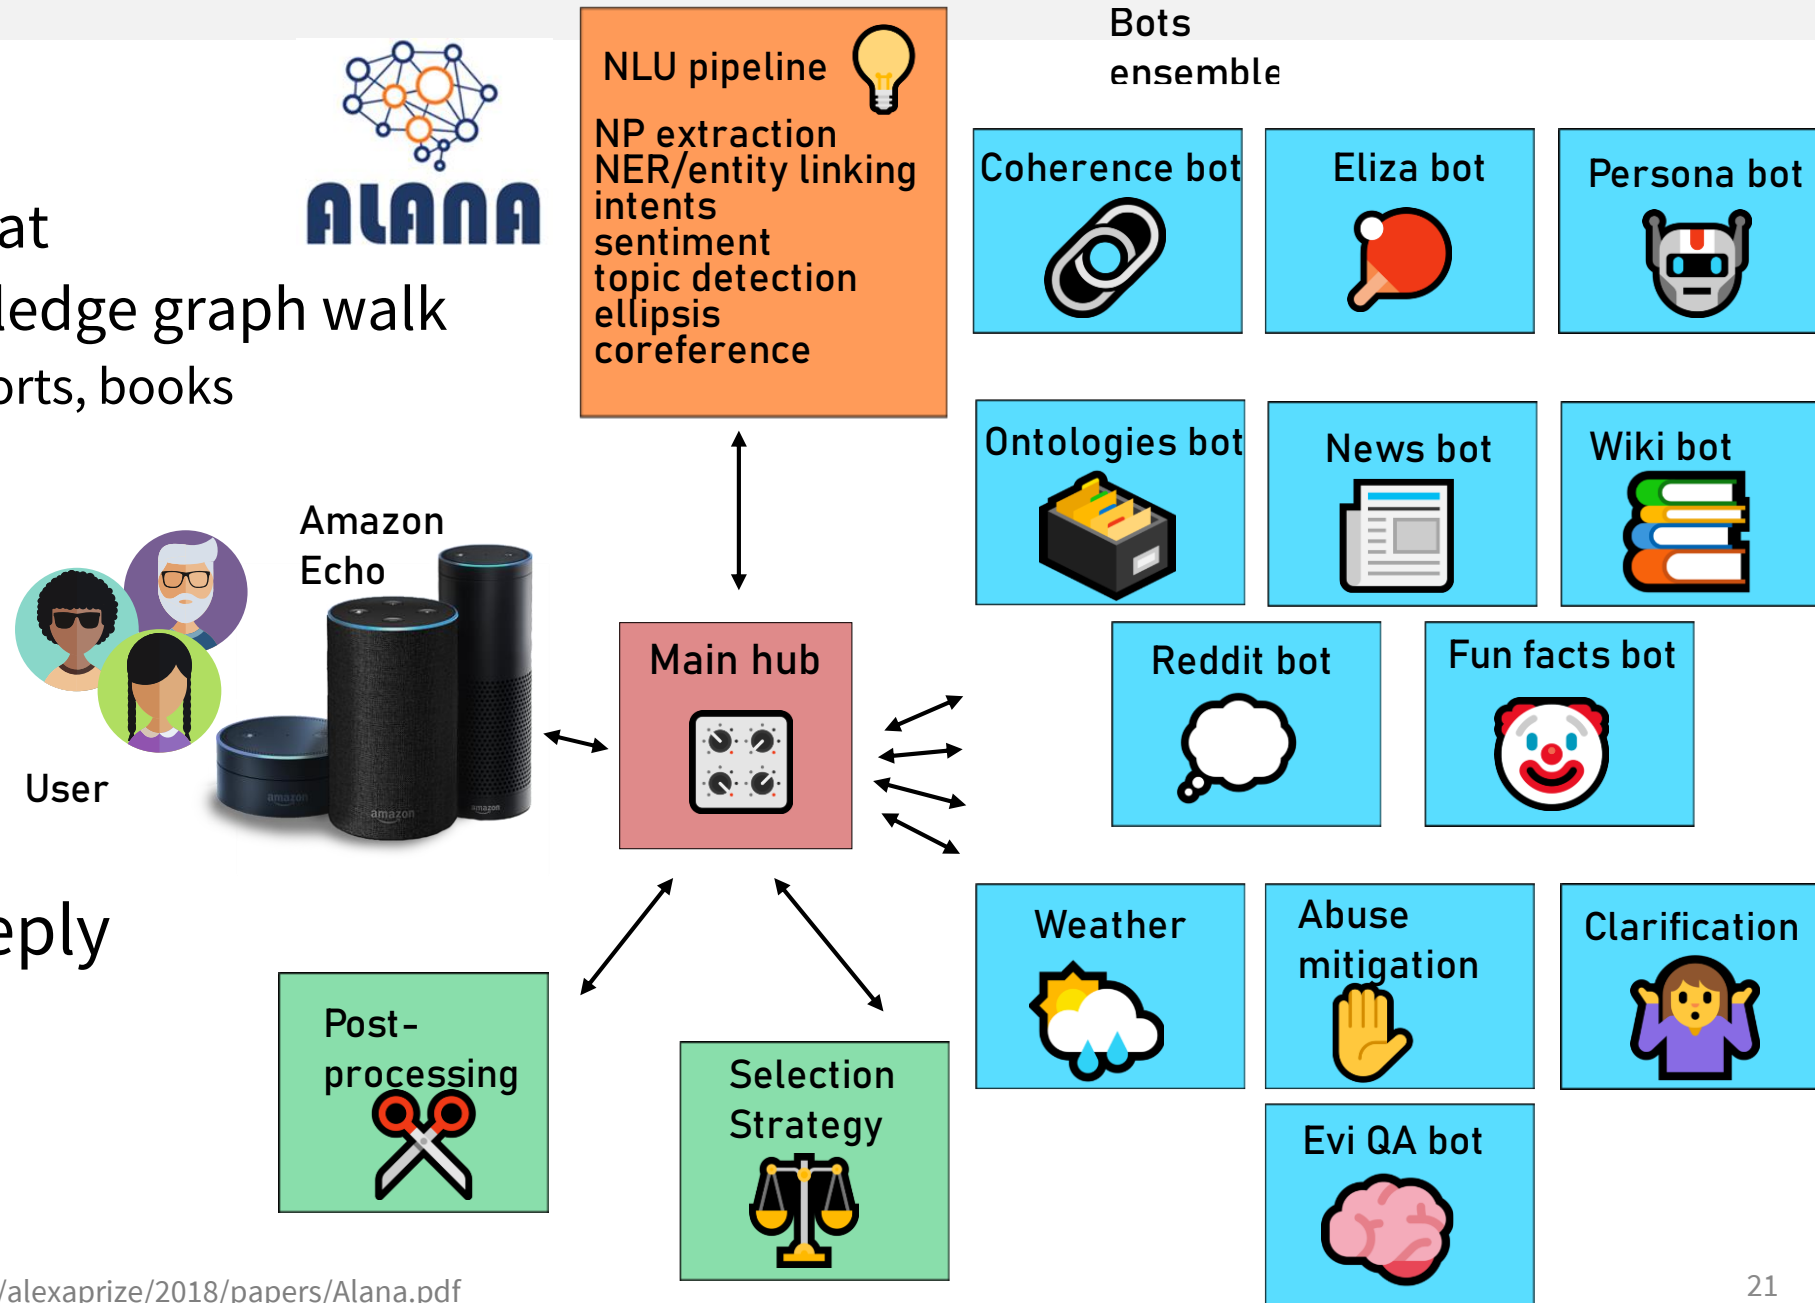 Bots
ensemble
NLU pipeline
NP extraction
NER/entity linking
intents
sentiment
topic detection
ellipsis
coreference
ALANA
at
ledge graph walk
orts, books
Coherence bot
Eliza bot
Persona bot
Ontologies bot
News bot
Wiki bot
Amazon
Echo
User
amazon
amazon
amazon
Main hub
Reddit bot
Fun facts bot
eply
Weather
Abuse
mitigation
Clarification
Post-
processing
Selection
Strategy
Evi QA bot
/alexaprize/2018/papers/Alana.pdf
21